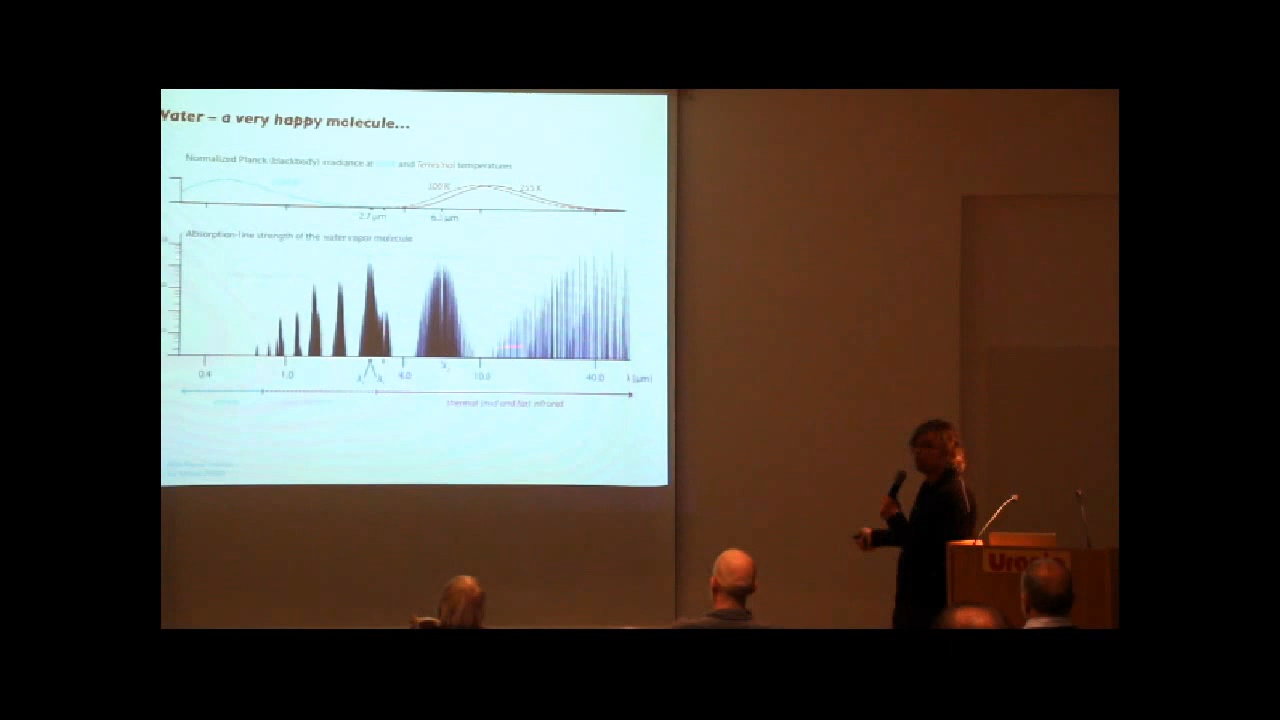 Water – a very happy molecule...
Normalized Planck (blackbody) irradiance at and Terrestrial temperatures
300 K 255 K
2.7 µm 6.3 µm
Absorption-line strength of the water vapor molecule
0.4 1.0 4.0 10.0 40.0 λ (µm)
thermal (mid and far) infrared
Urania